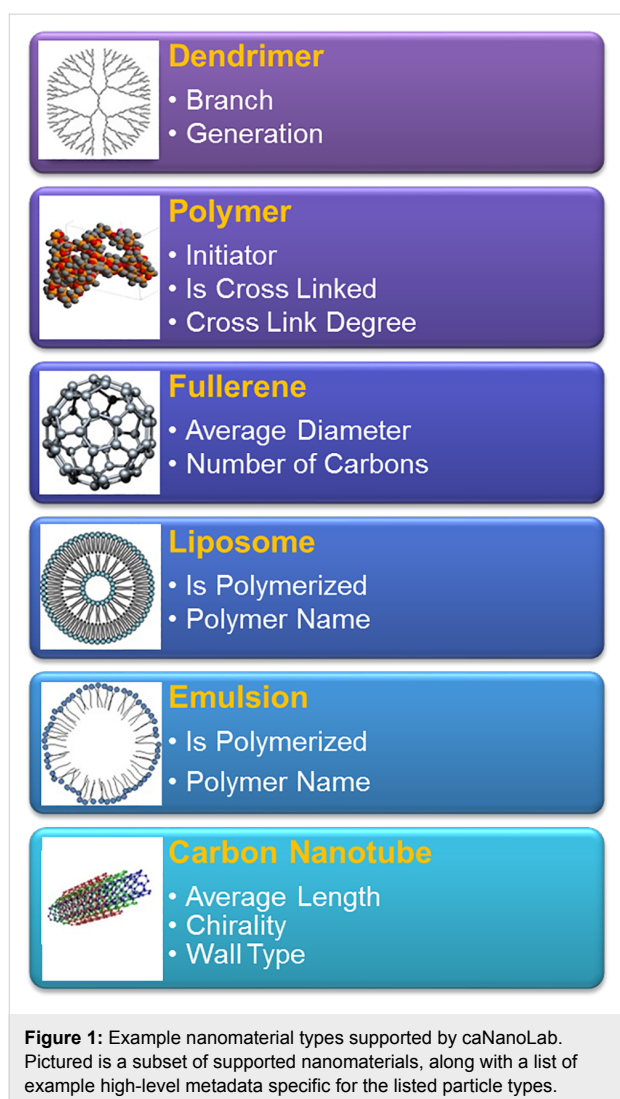 Dendrimer
• Branch
• Generation
Polymer
• Initiator
• Is Cross Linked
• Cross Link Degree
Fullerene
• Average Diameter
• Number of Carbons
Liposome
• Is Polymerized
• Polymer Name
Emulsion
• Is Polymerized
• Polymer Name
Carbon Nanotube
• Average Length
• Chirality
• Wall Type
Figure 1: Example nanomaterial types supported by caNanoLab.
Pictured is a subset of supported nanomaterials, along with a list of
example high-level metadata specific for the listed particle types.